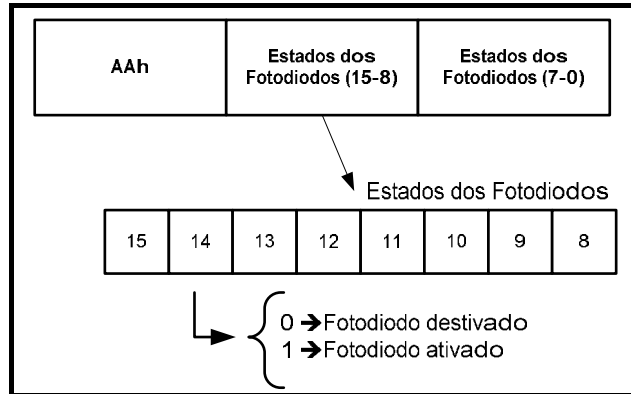 AAh
Estados dos
Fotodiodos (15-8)
Estados dos
Fotodiodos (7-0)
Estados dos Fotodiodos
15 14 13 12 11 10 9 8
0 ➔Fotodiodo destivado
1 ➔Fotodiodo ativado